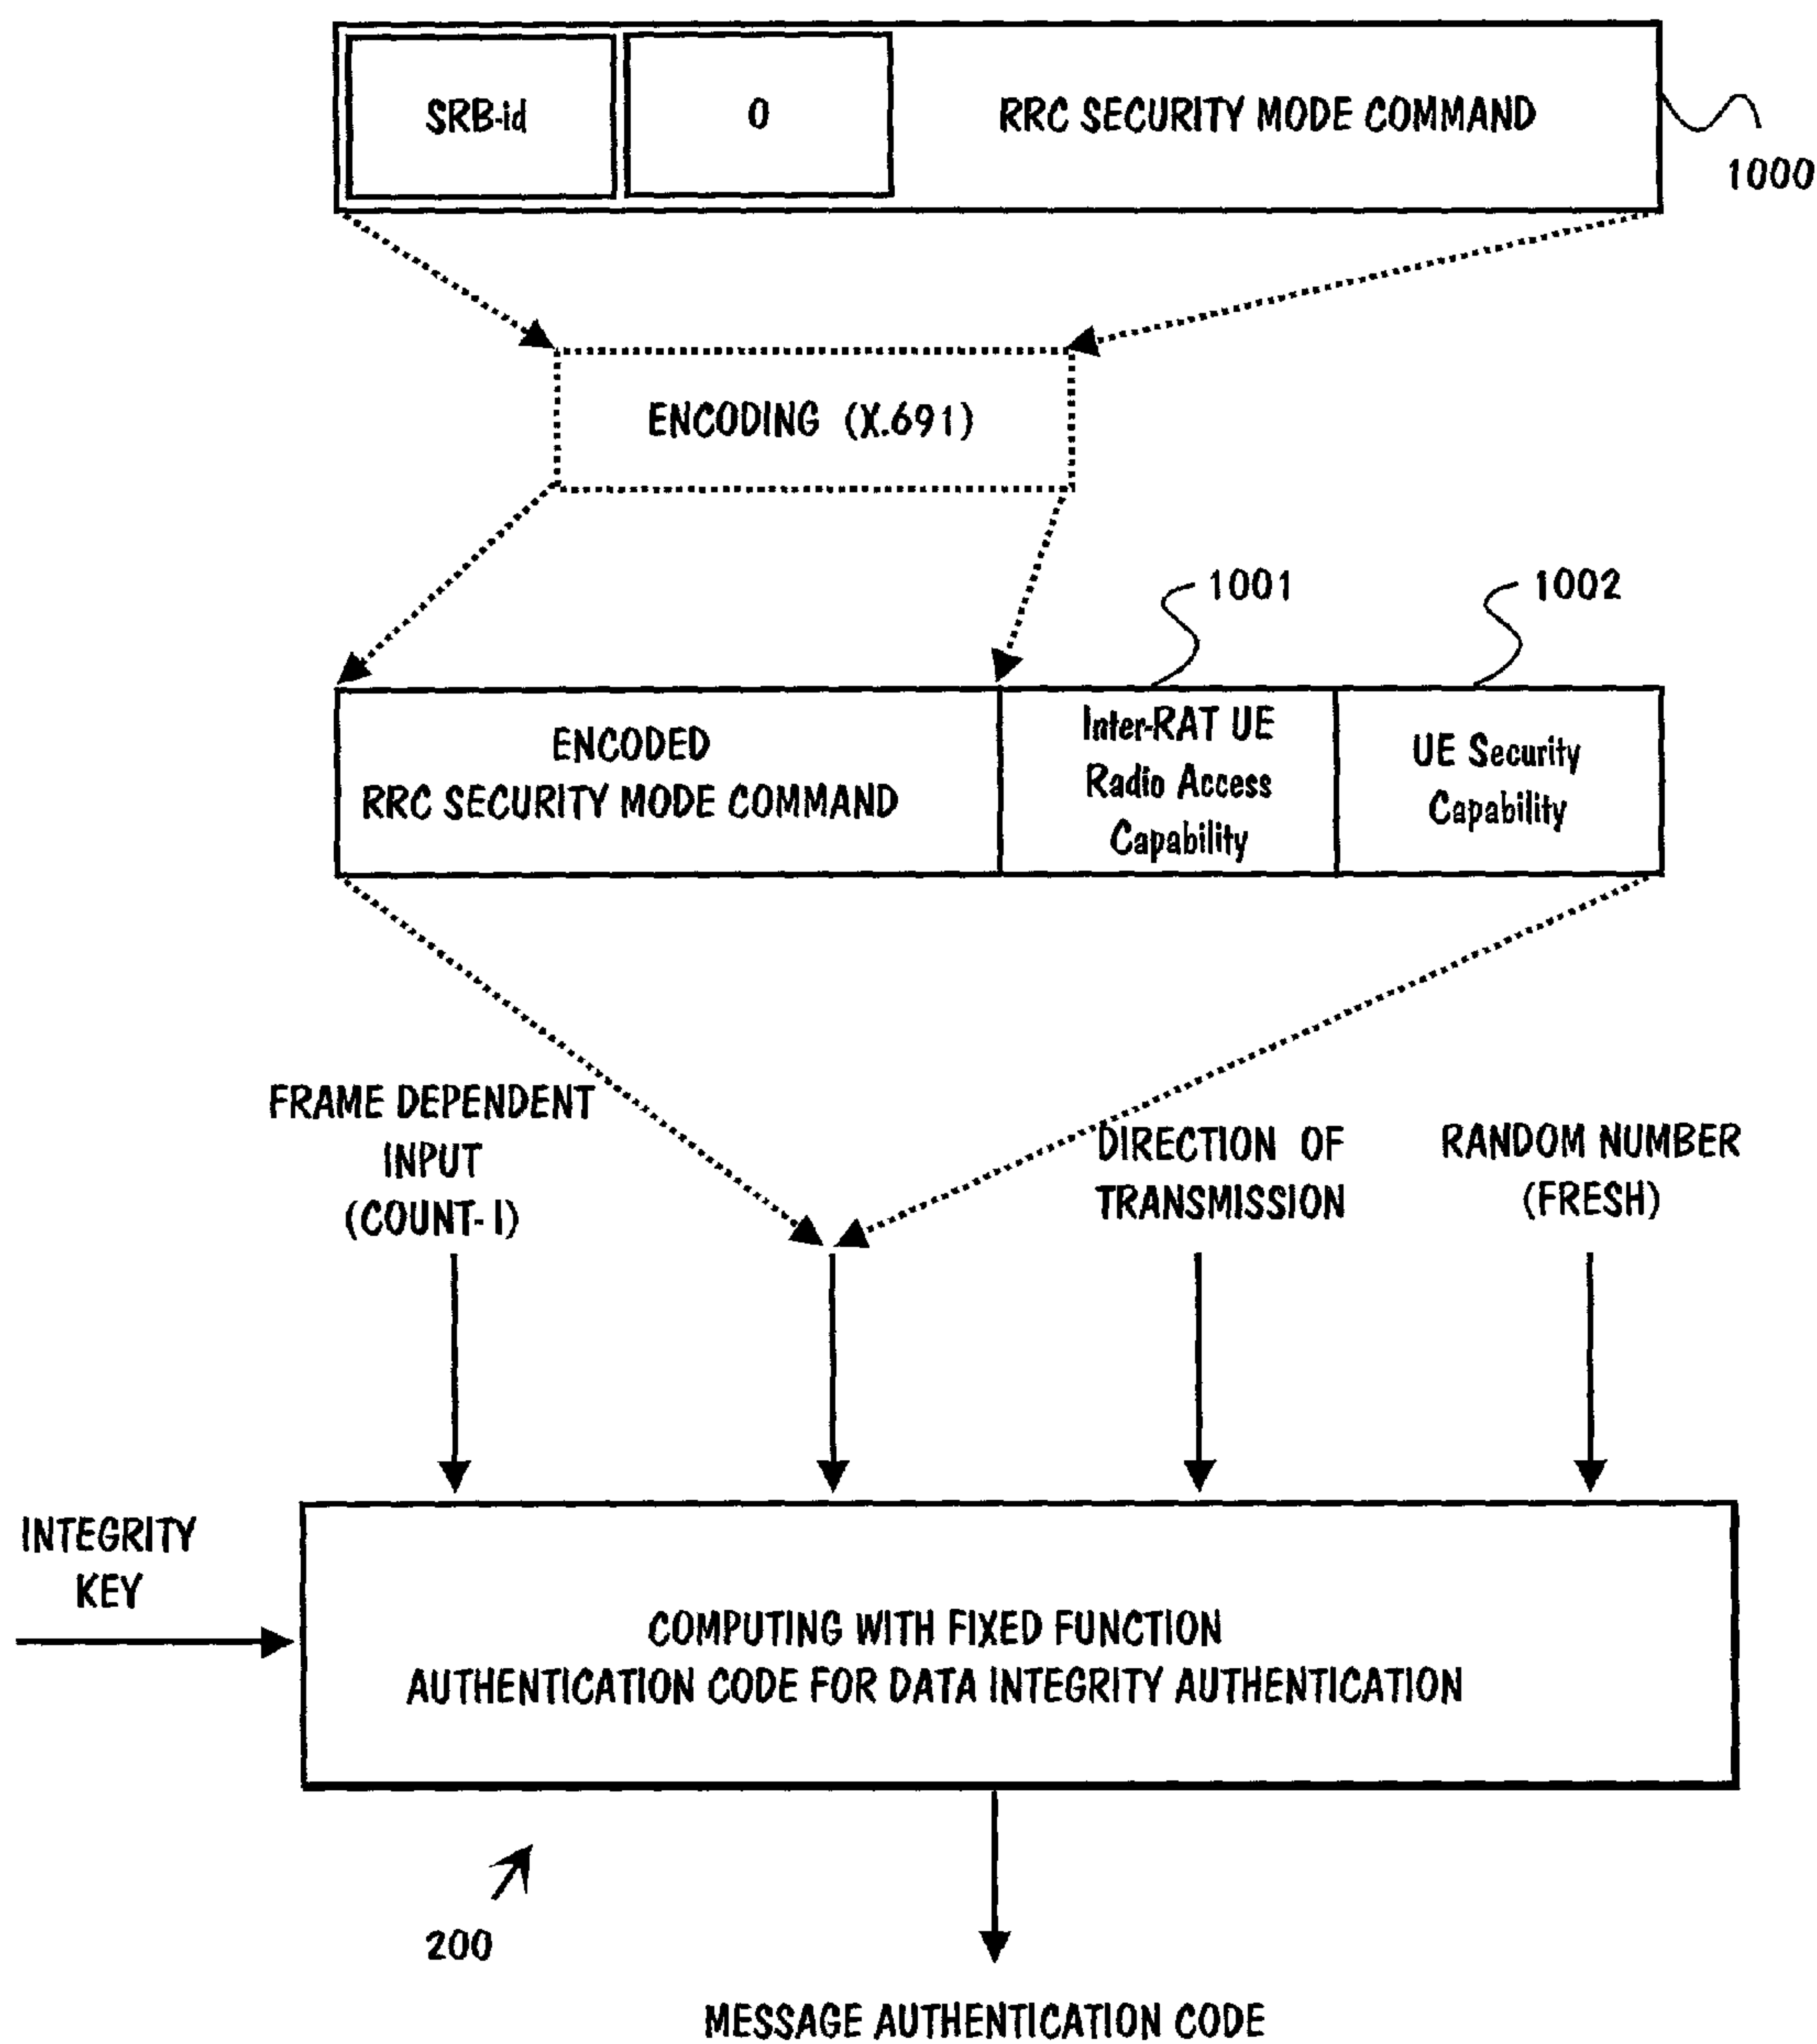 SRB-id
0
RRC SECURITY MODE COMMAND
1000
ENCODING (X.691)
1001
1002
ENCODED
RRC SECURITY MODE COMMAND
Inter-RAT UE
Radio Access
Capability
UE Security
Capability
FRAME DEPENDENT
INPUT
(COUNT-I)
DIRECTION OF
TRANSMISSION
RANDOM NUMBER
(FRESH)
INTEGRITY
KEY
COMPUTING WITH FIXED FUNCTION
AUTHENTICATION CODE FOR DATA INTEGRITY AUTHENTICATION
200
MESSAGE AUTHENTICATION CODE